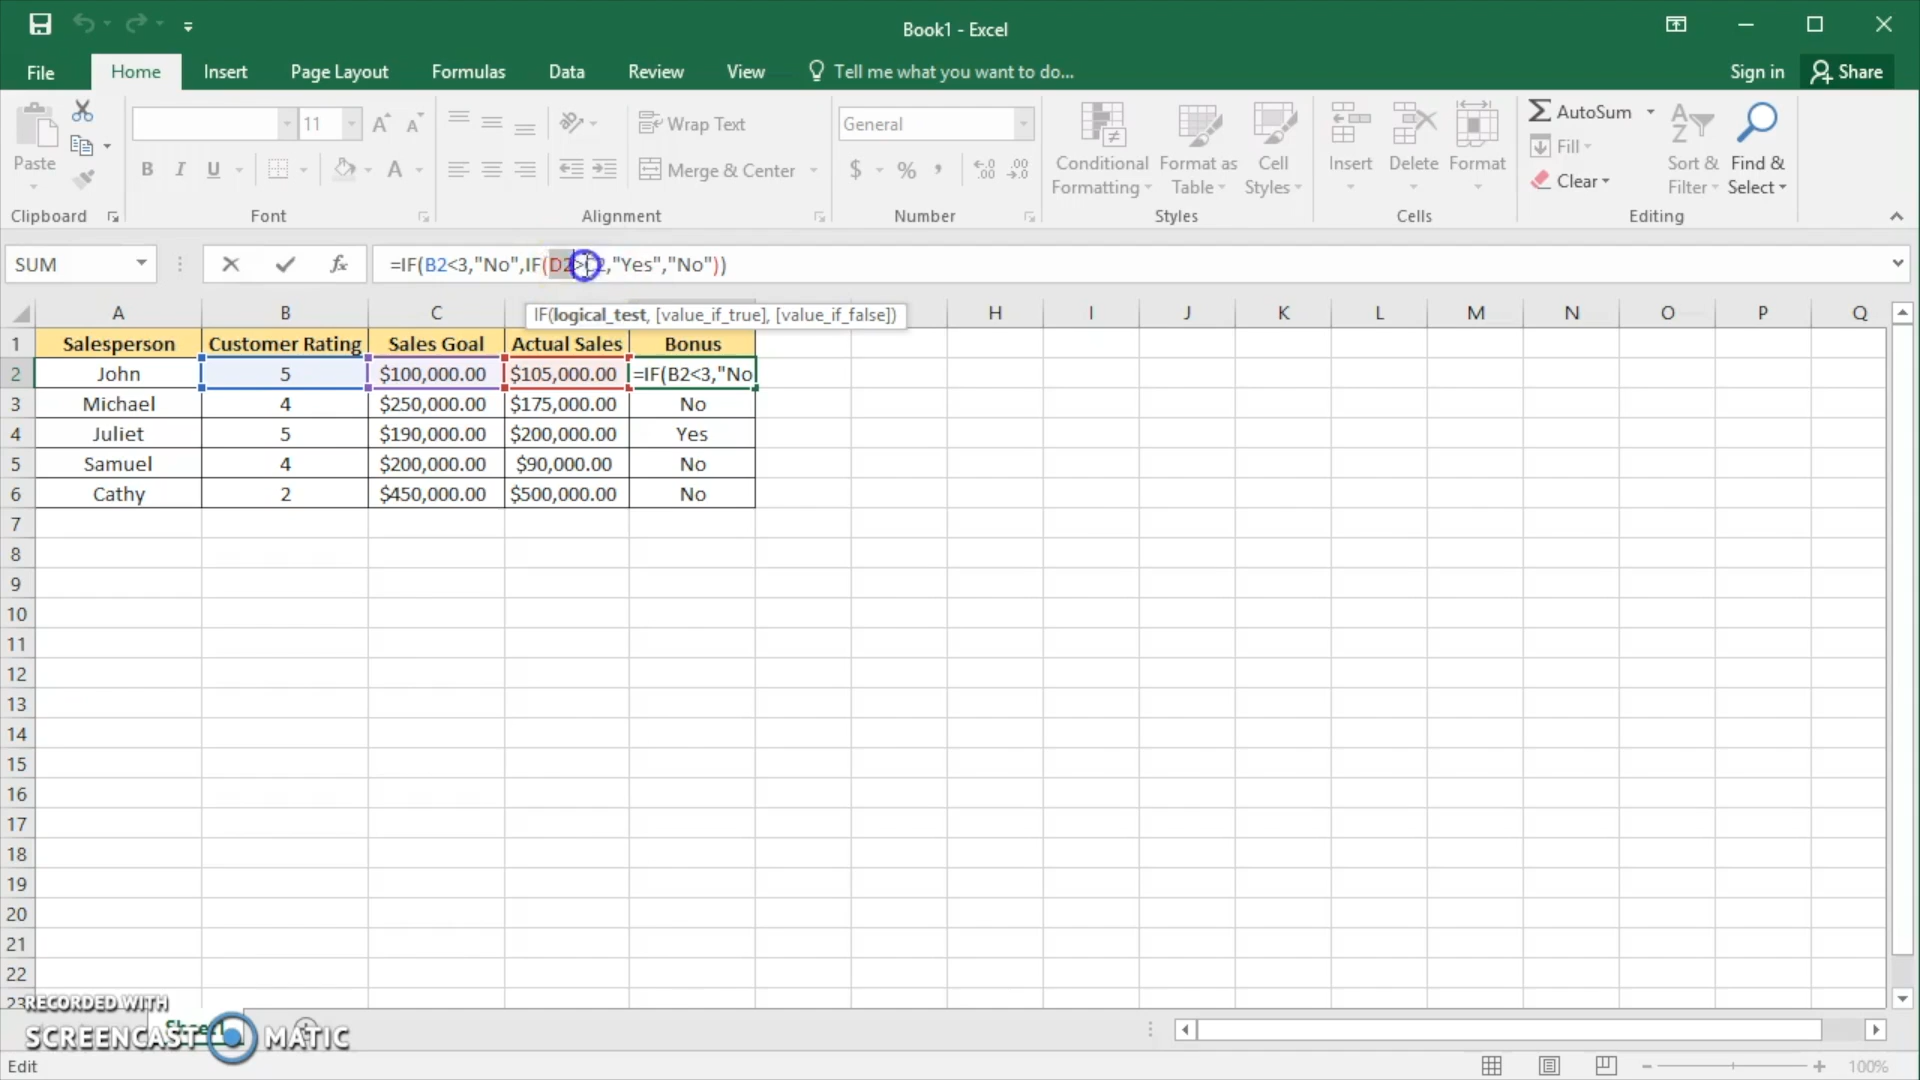 Book1 - Excel
File Home Insert Page Layout Formulas Data Review View Tell me what you want to do... Sign in Share
Paste
Clipboard
11
B I U A
Font
Wrap Text
Merge & Center
Alignment
General
$ % ,
Number
Conditional Formatting
Format as Table
Cell Styles
Styles
Insert Delete Format
Cells
AutoSum
Fill
Clear
Sort & Filter
Find & Select
Editing
SUM fx =IF(B2<3,"No",IF(D2>C2,"Yes","No"))
IF(logical_test, [value_if_true], [value_if_false])
A B C H I J K L M N O P Q
1 Salesperson Customer Rating Sales Goal Actual Sales Bonus
2 John 5 $100,000.00 $105,000.00 =IF(B2<3,"No
3 Michael 4 $250,000.00 $175,000.00 No
4 Juliet 5 $190,000.00 $200,000.00 Yes
5 Samuel 4 $200,000.00 $90,000.00 No
6 Cathy 2 $450,000.00 $500,000.00 No
7
8
9
10
11
12
13
14
15
16
17
18
19
20
21
22
23
RECORDED WITH
SCREENCAST MATIC
Edit 100%